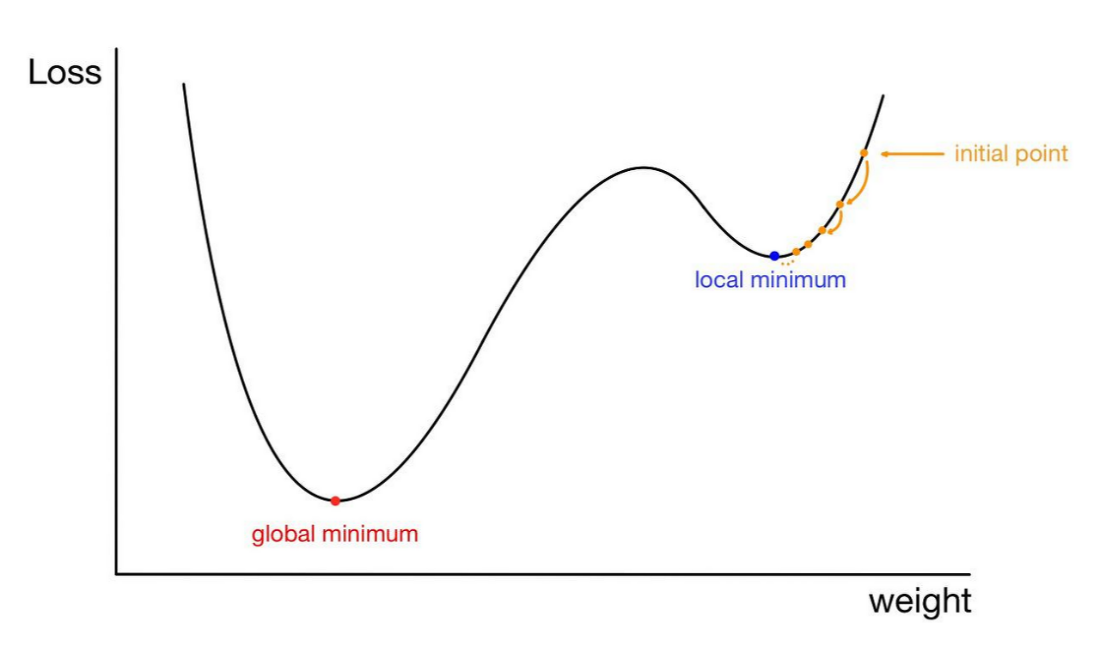 Loss
initial point
local minimum
global minimum
weight